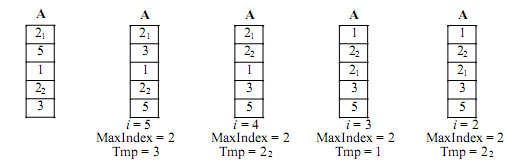 A A A A A
2₁ 2₁ 2₁ 1 1
5 3 2₂ 2₂ 2₂
1 1 1 2₁ 2₁
2₂ 2₂ 3 3 3
3 5 5 5 5
i = 5 i = 4 i = 3 i = 2
MaxIndex = 2 MaxIndex = 2 MaxIndex = 2 MaxIndex = 2
Tmp = 3 Tmp = 2₂ Tmp = 1 Tmp = 2₂